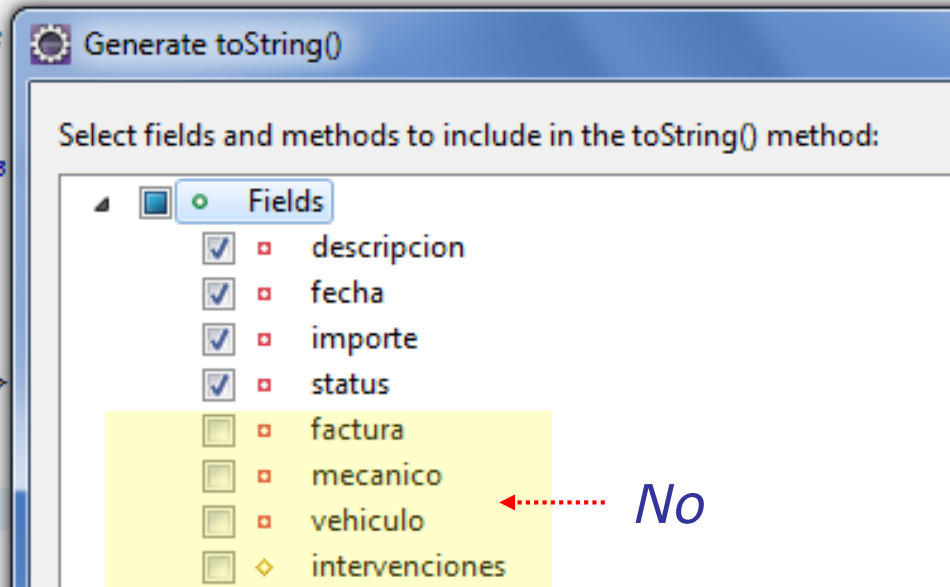 Generate toString()
Select fields and methods to include in the toString() method:
Fields
descripcion
fecha
importe
status
factura
mecanico
vehiculo
intervenciones
No